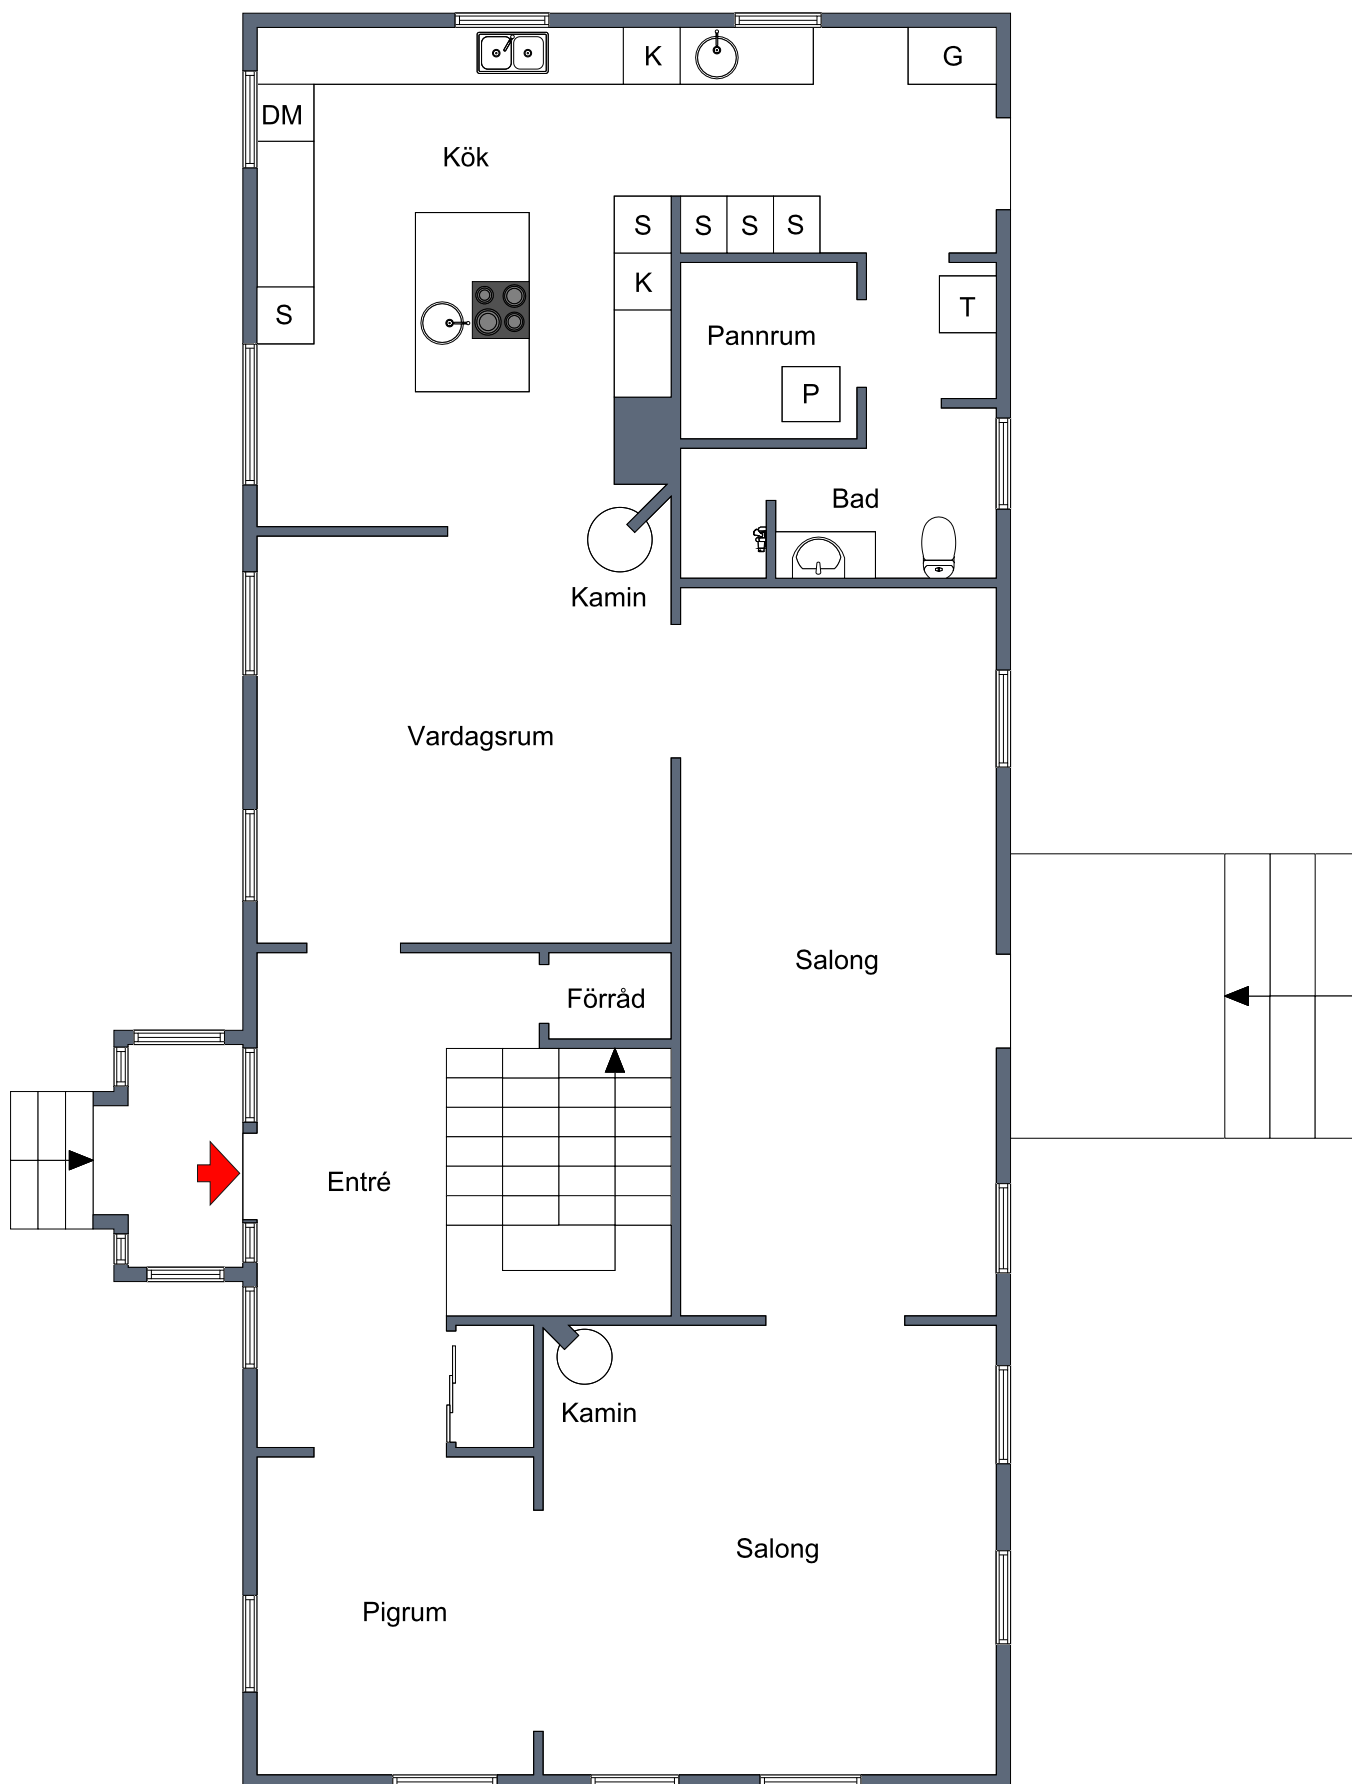 K
G
DM
Kök
S
S
S
S
K
S
T
Pannrum
P
Bad
Kamin
Vardagsrum
Salong
Förråd
Entré
Kamin
Salong
Pigrum